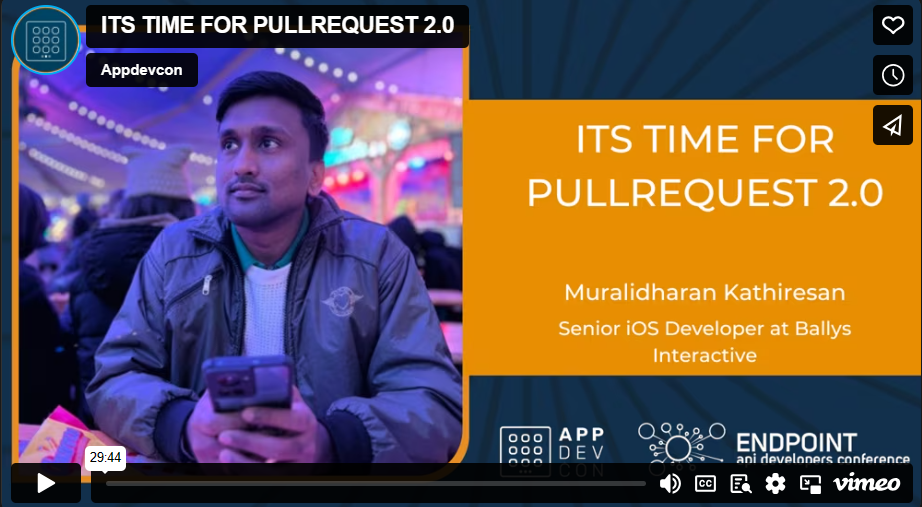 ITS TIME FOR PULLREQUEST 2.0
Appdevcon
ITS TIME FOR
PULLREQUEST 2.0
Muralidharan Kathiresan
Senior iOS Developer at Ballys
Interactive
APP
DEV
CON
ENDPOINT
api developers conference
29:44
CC
vimeo